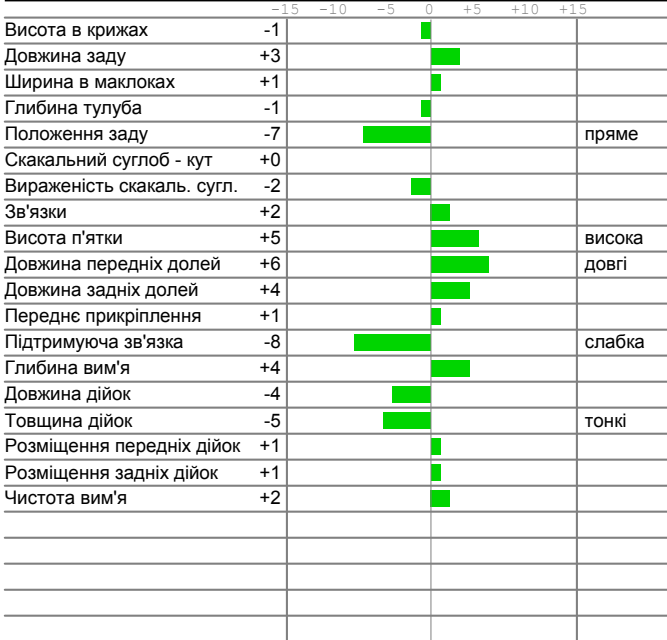 -15 -10 -5 0 +5 +10 +15
Висота в крижах -1
Довжина заду +3
Ширина в маклоках +1
Глибина тулуба -1
Положення заду -7 пряме
Скакальний суглоб - кут +0
Вираженість скакаль. сугл. -2
Зв'язки +2
Висота п'ятки +5 висока
Довжина передніх долей +6 довгі
Довжина задніх долей +4
Переднє прикріплення +1
Підтримуюча зв'язка -8 слабка
Глибина вим'я +4
Довжина дійок -4
Товщина дійок -5 тонкі
Розміщення передніх дійок +1
Розміщення задніх дійок +1
Чистота вим'я +2